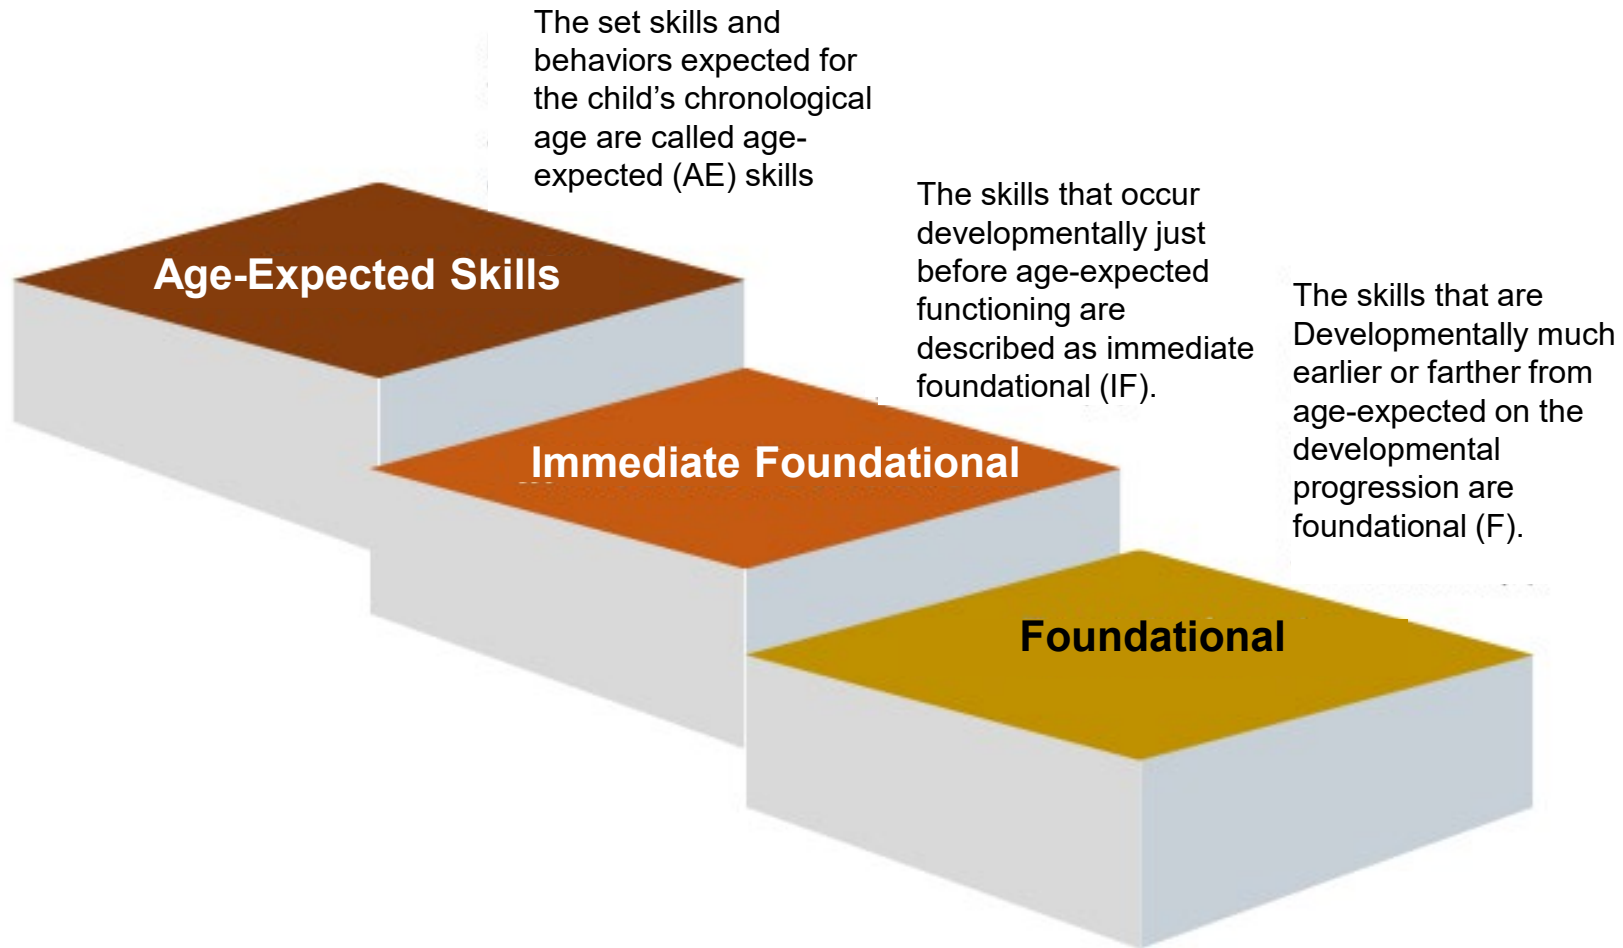 The set skills and
behaviors expected for
the child’s chronological
age are called age-
expected (AE) skills
Age-Expected Skills
The skills that occur
developmentally just
before age-expected
functioning are
described as immediate
foundational (IF).
Immediate Foundational
The skills that are
Developmentally much
earlier or farther from
age-expected on the
developmental
progression are
foundational (F).
Foundational